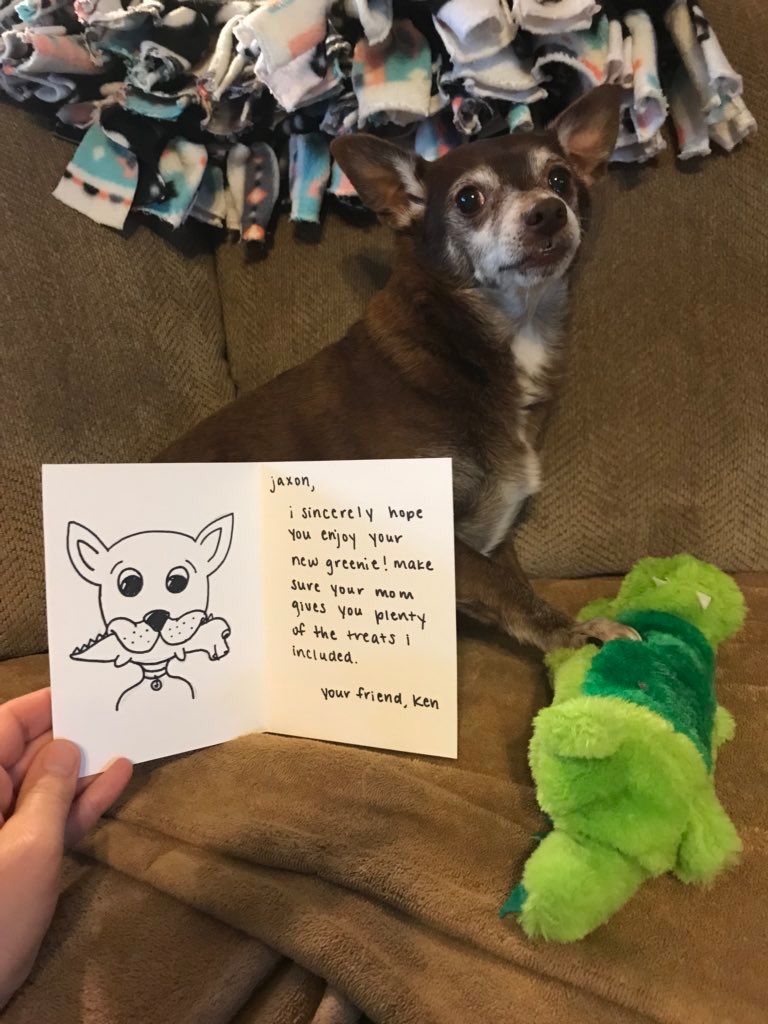 jaxon,
i sincerely hope
you enjoy your
new greenie! make
sure your mom
gives you plenty
of the treats i
included.
your friend, Ken